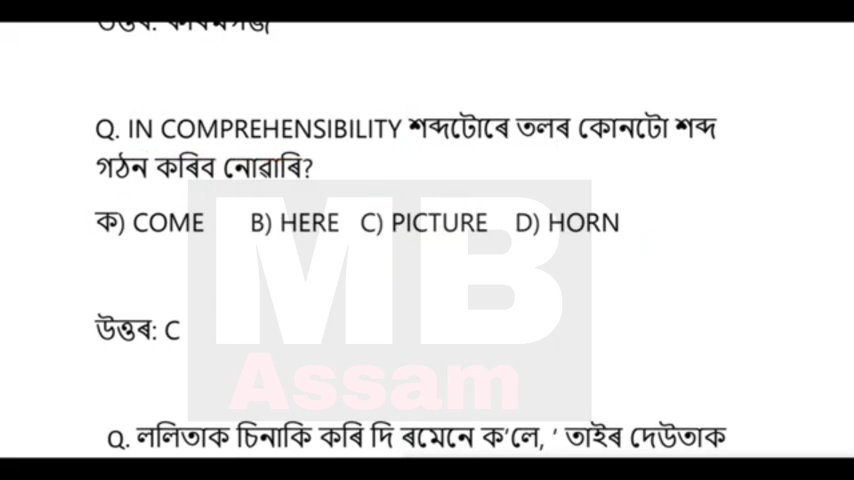 Q. IN COMPREHENSIBILITY শব্দটোৰে তলৰ কোনটো শব্দ
গঠন কৰিব নোৱাৰি?
ক) COME B) HERE C) PICTURE D) HORN
MB
Assam
উত্তৰ: C
Q. ললিতাক চিনাকি কৰি দি ৰমেনে ক'লে, ‘ তাইৰ দেউতাক